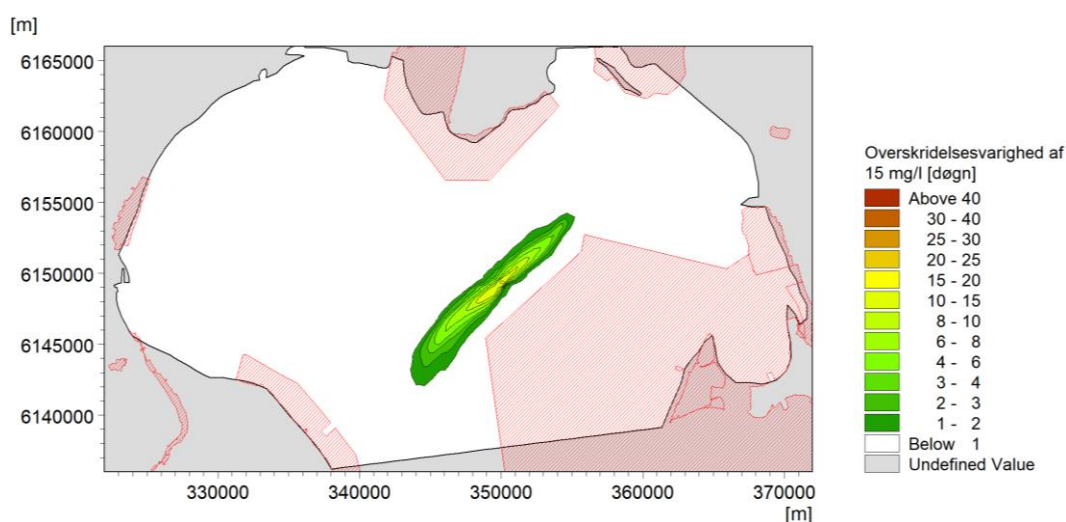 [m]
6165000
6160000
6155000
6150000
6145000
6140000
330000 340000 350000 360000 370000
[m]
Overskridelsesvarighed af
15 mg/l [døgn]
Above 40
30 - 40
25 - 30
20 - 25
15 - 20
10 - 15
8 - 10
6 - 8
4 - 6
3 - 4
2 - 3
1 - 2
Below 1
Undefined Value